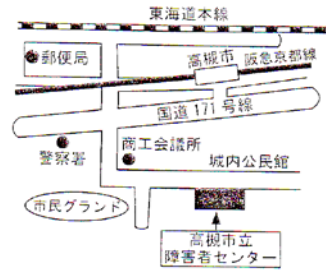 東海道本線
郵便局
高槻市
阪急京都線
国道171号線
商工会議所
警察署
城内公民館
市民グランド
高槻市立
障害者センター